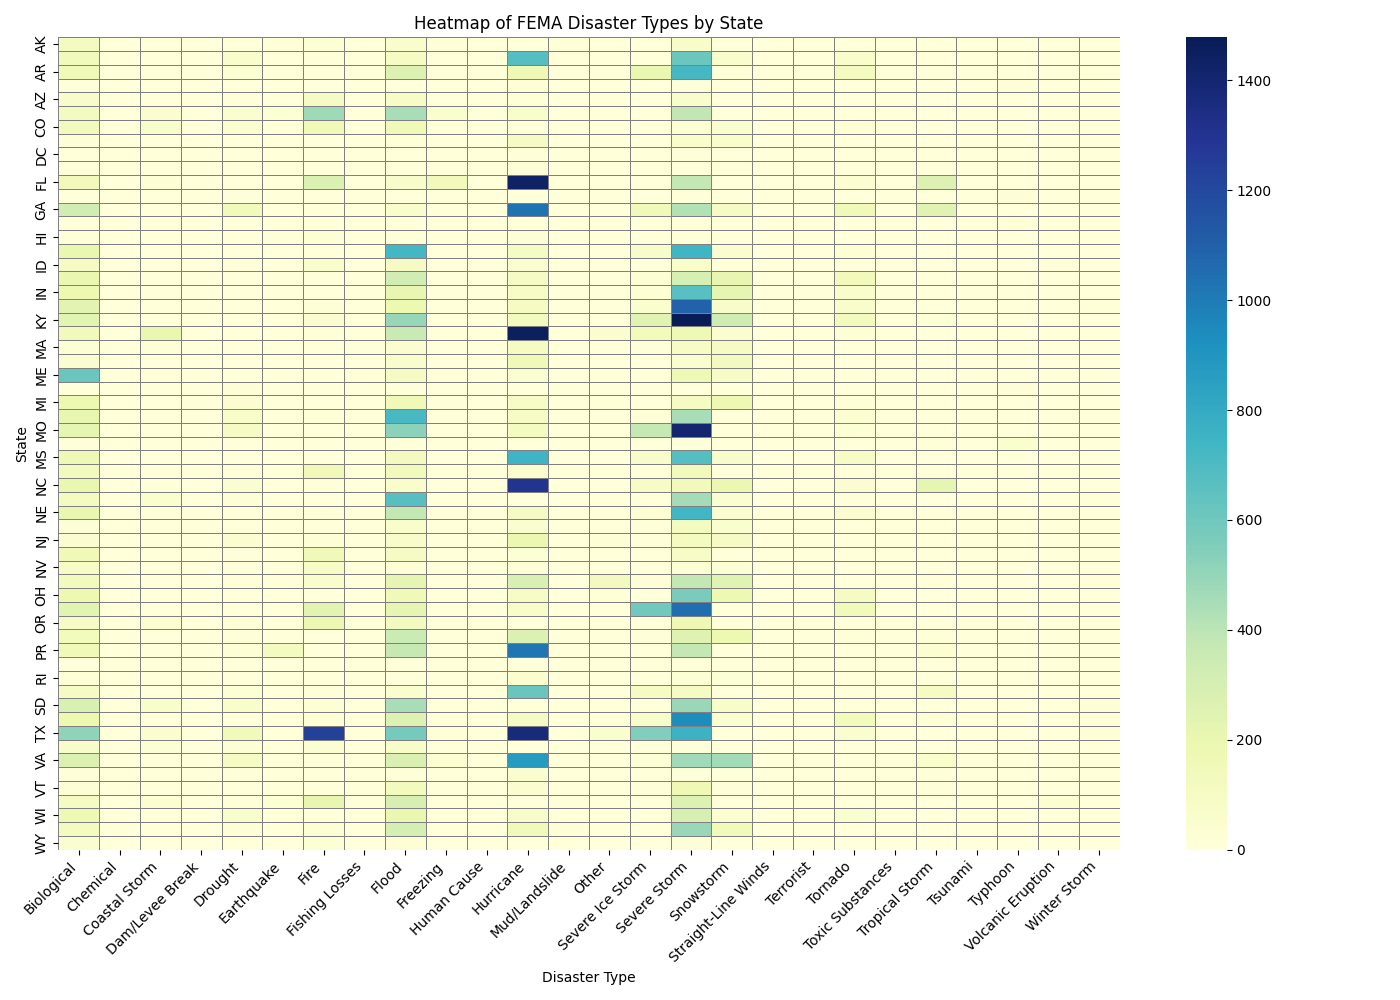 Heatmap of FEMA Disaster Types by State
State
AK
AR
AZ
CO
DC
FL
GA
HI
ID
IN
KY
MA
ME
MI
MO
MS
NC
NE
NJ
NV
OH
OR
PR
RI
SD
TX
VA
VT
WI
WY
Biological
Chemical
Coastal Storm
Dam/Levee Break
Drought
Earthquake
Fire
Fishing Losses
Flood
Freezing
Human Cause
Hurricane
Mud/Landslide
Other
Severe Ice Storm
Severe Storm
Snowstorm
Straight-Line Winds
Terrorist
Tornado
Toxic Substances
Tropical Storm
Tsunami
Typhoon
Volcanic Eruption
Winter Storm
Disaster Type
1400
1200
1000
800
600
400
200
0